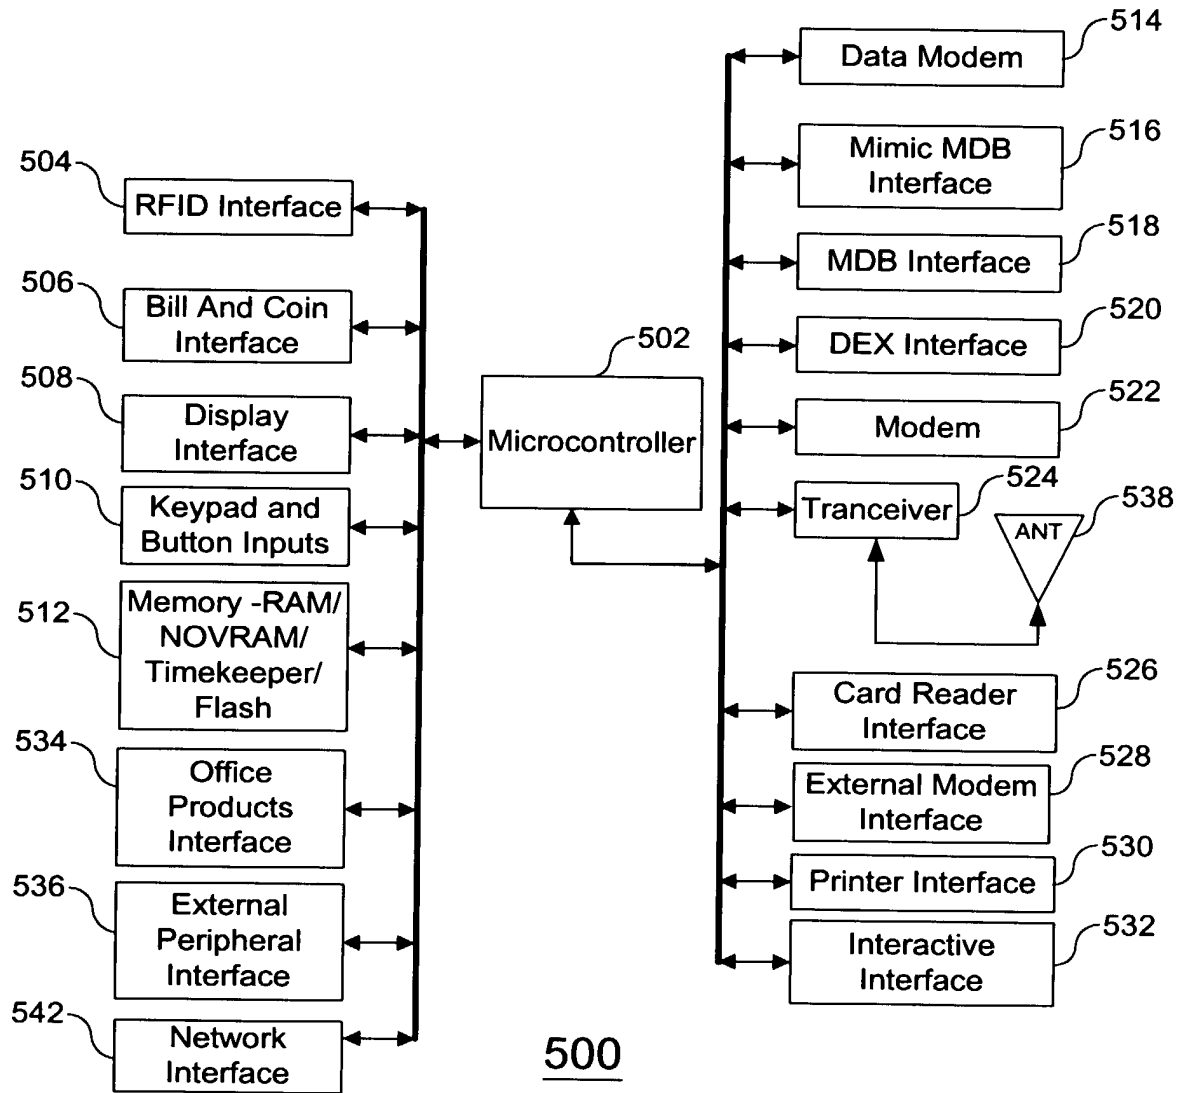 504
RFID Interface
506
Bill And Coin
Interface
508
Display
Interface
510
Keypad and
Button Inputs
512
Memory -RAM/
NOVRAM/
Timekeeper/
Flash
534
Office
Products
Interface
536
External
Peripheral
Interface
542
Network
Interface
502
Microcontroller
514
Data Modem
516
Mimic MDB
Interface
518
MDB Interface
520
DEX Interface
522
Modem
524
Tranceiver
538
ANT
526
Card Reader
Interface
528
External Modem
Interface
530
Printer Interface
532
Interactive
Interface
500